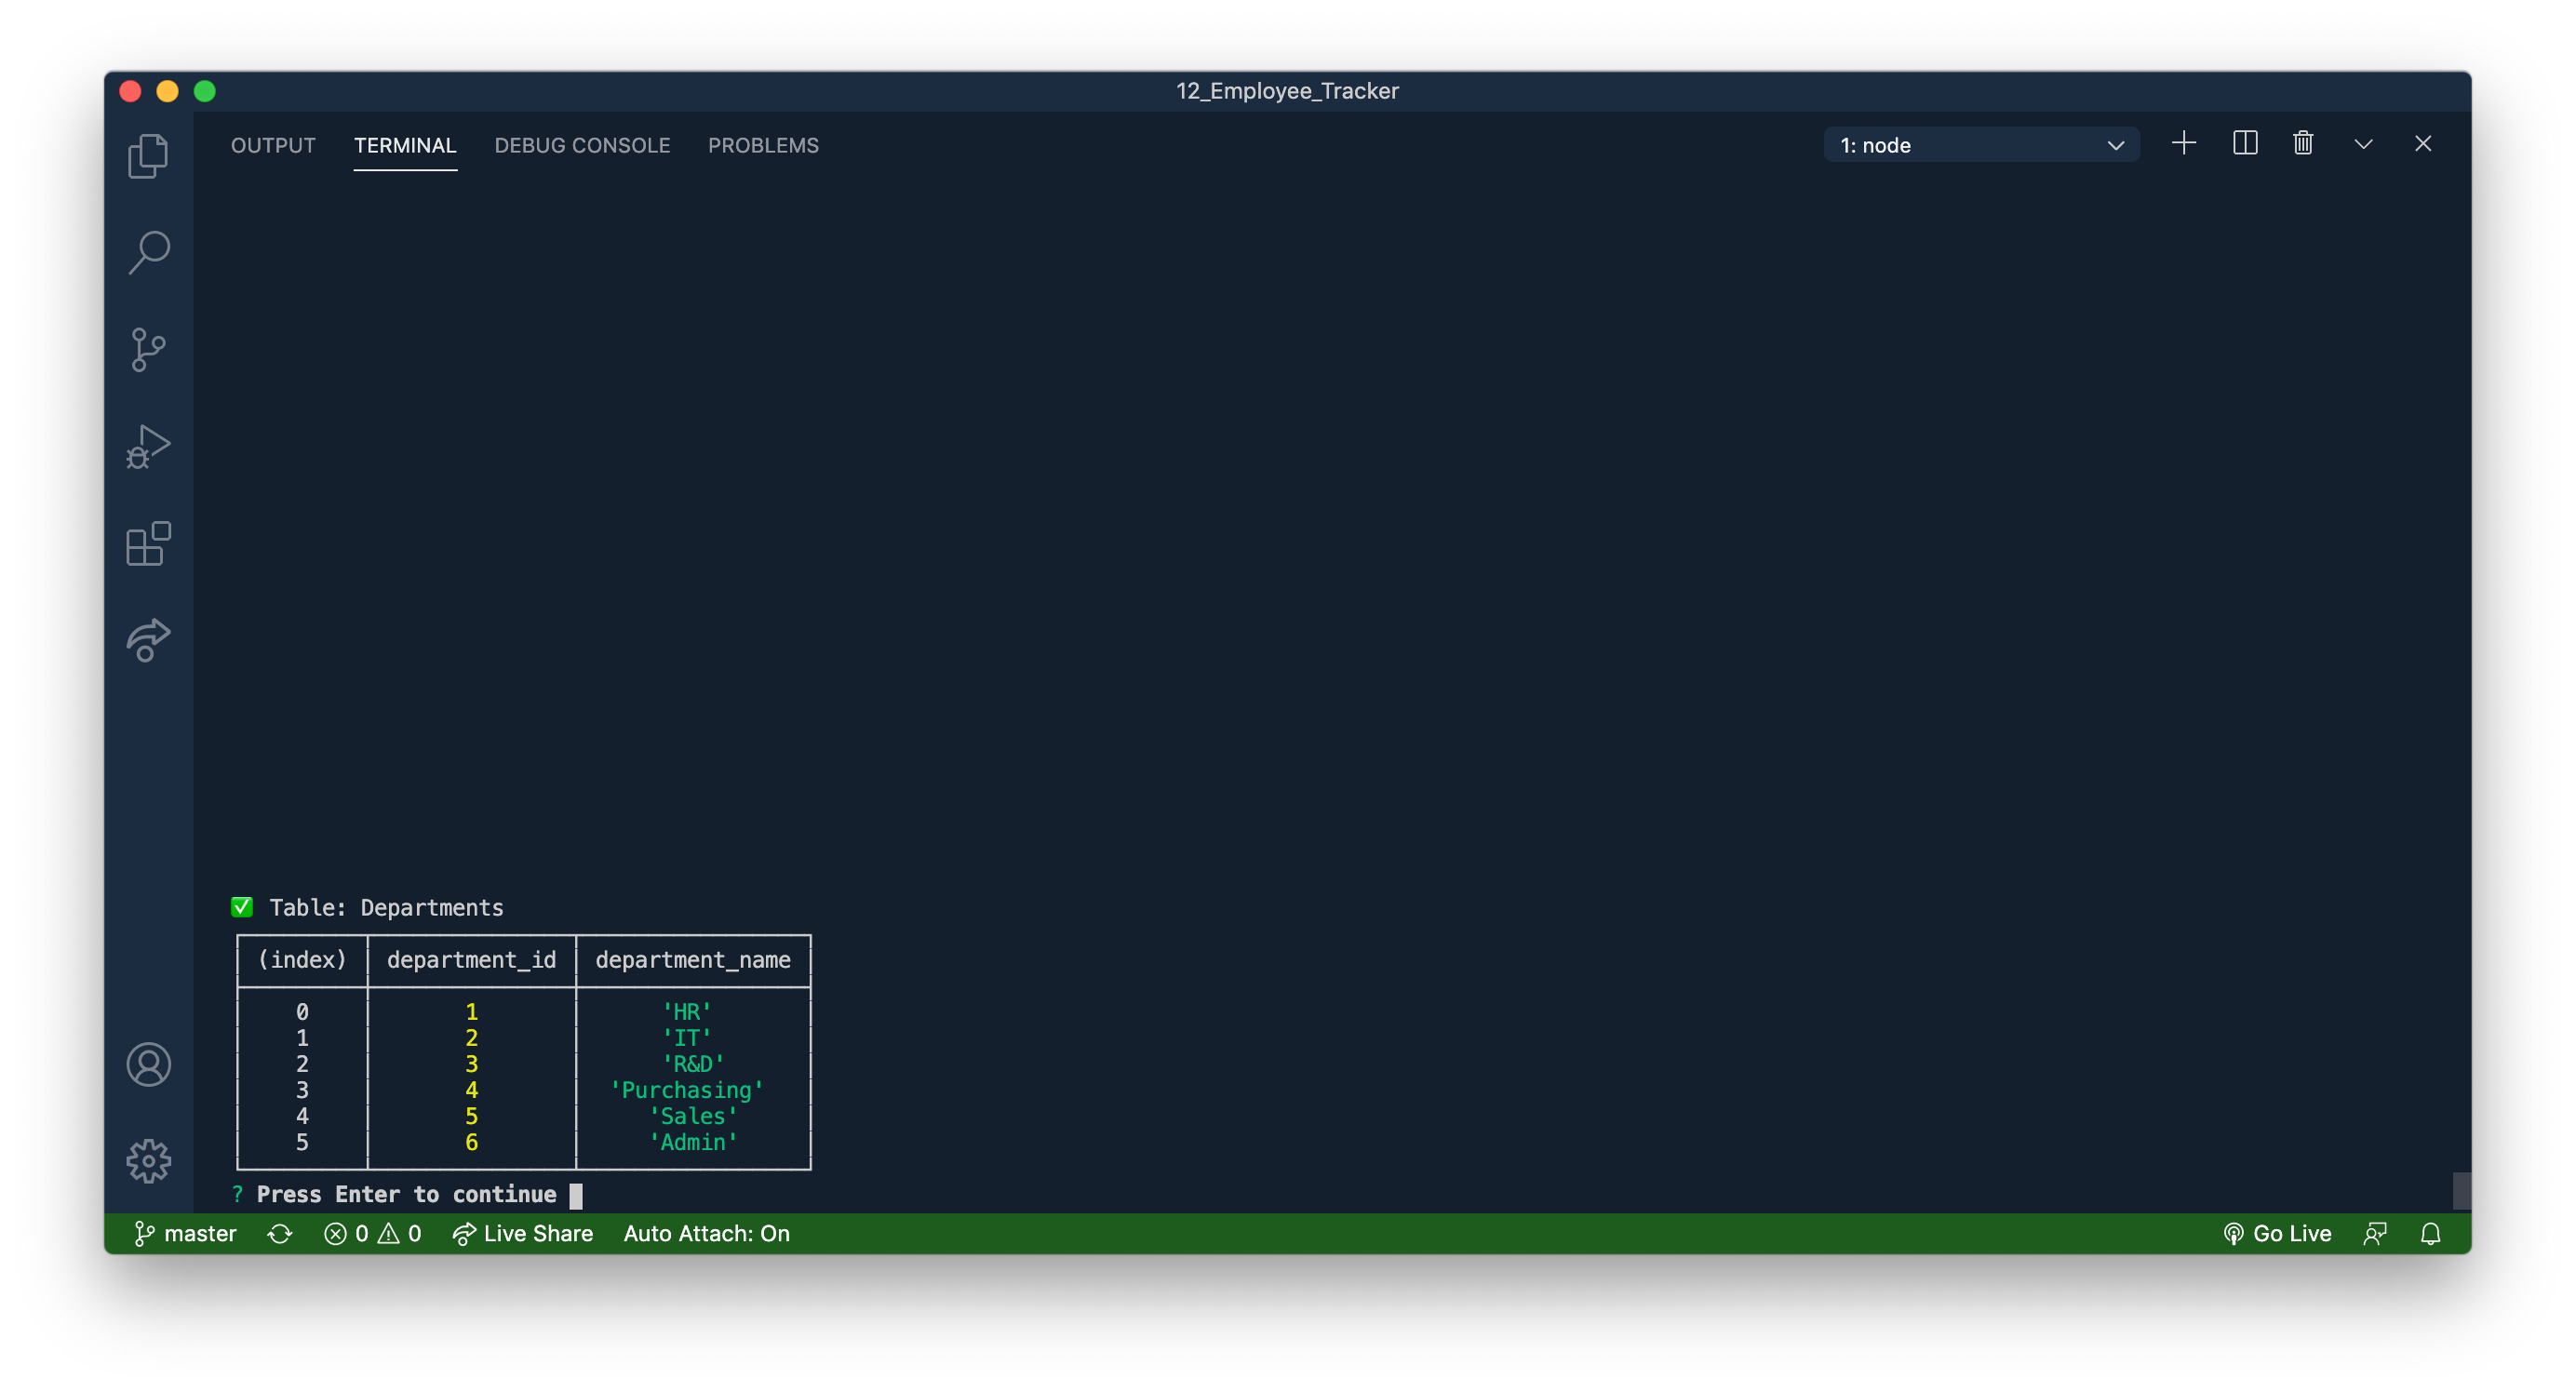 12_Employee_Tracker
OUTPUT TERMINAL DEBUG CONSOLE PROBLEMS 1: node
✅ Table: Departments
(index) department_id department_name
0 1 'HR'
1 2 'IT'
2 3 'R&D'
3 4 'Purchasing'
4 5 'Sales'
5 6 'Admin'
? Press Enter to continue
master 0 0 Live Share Auto Attach: On Go Live